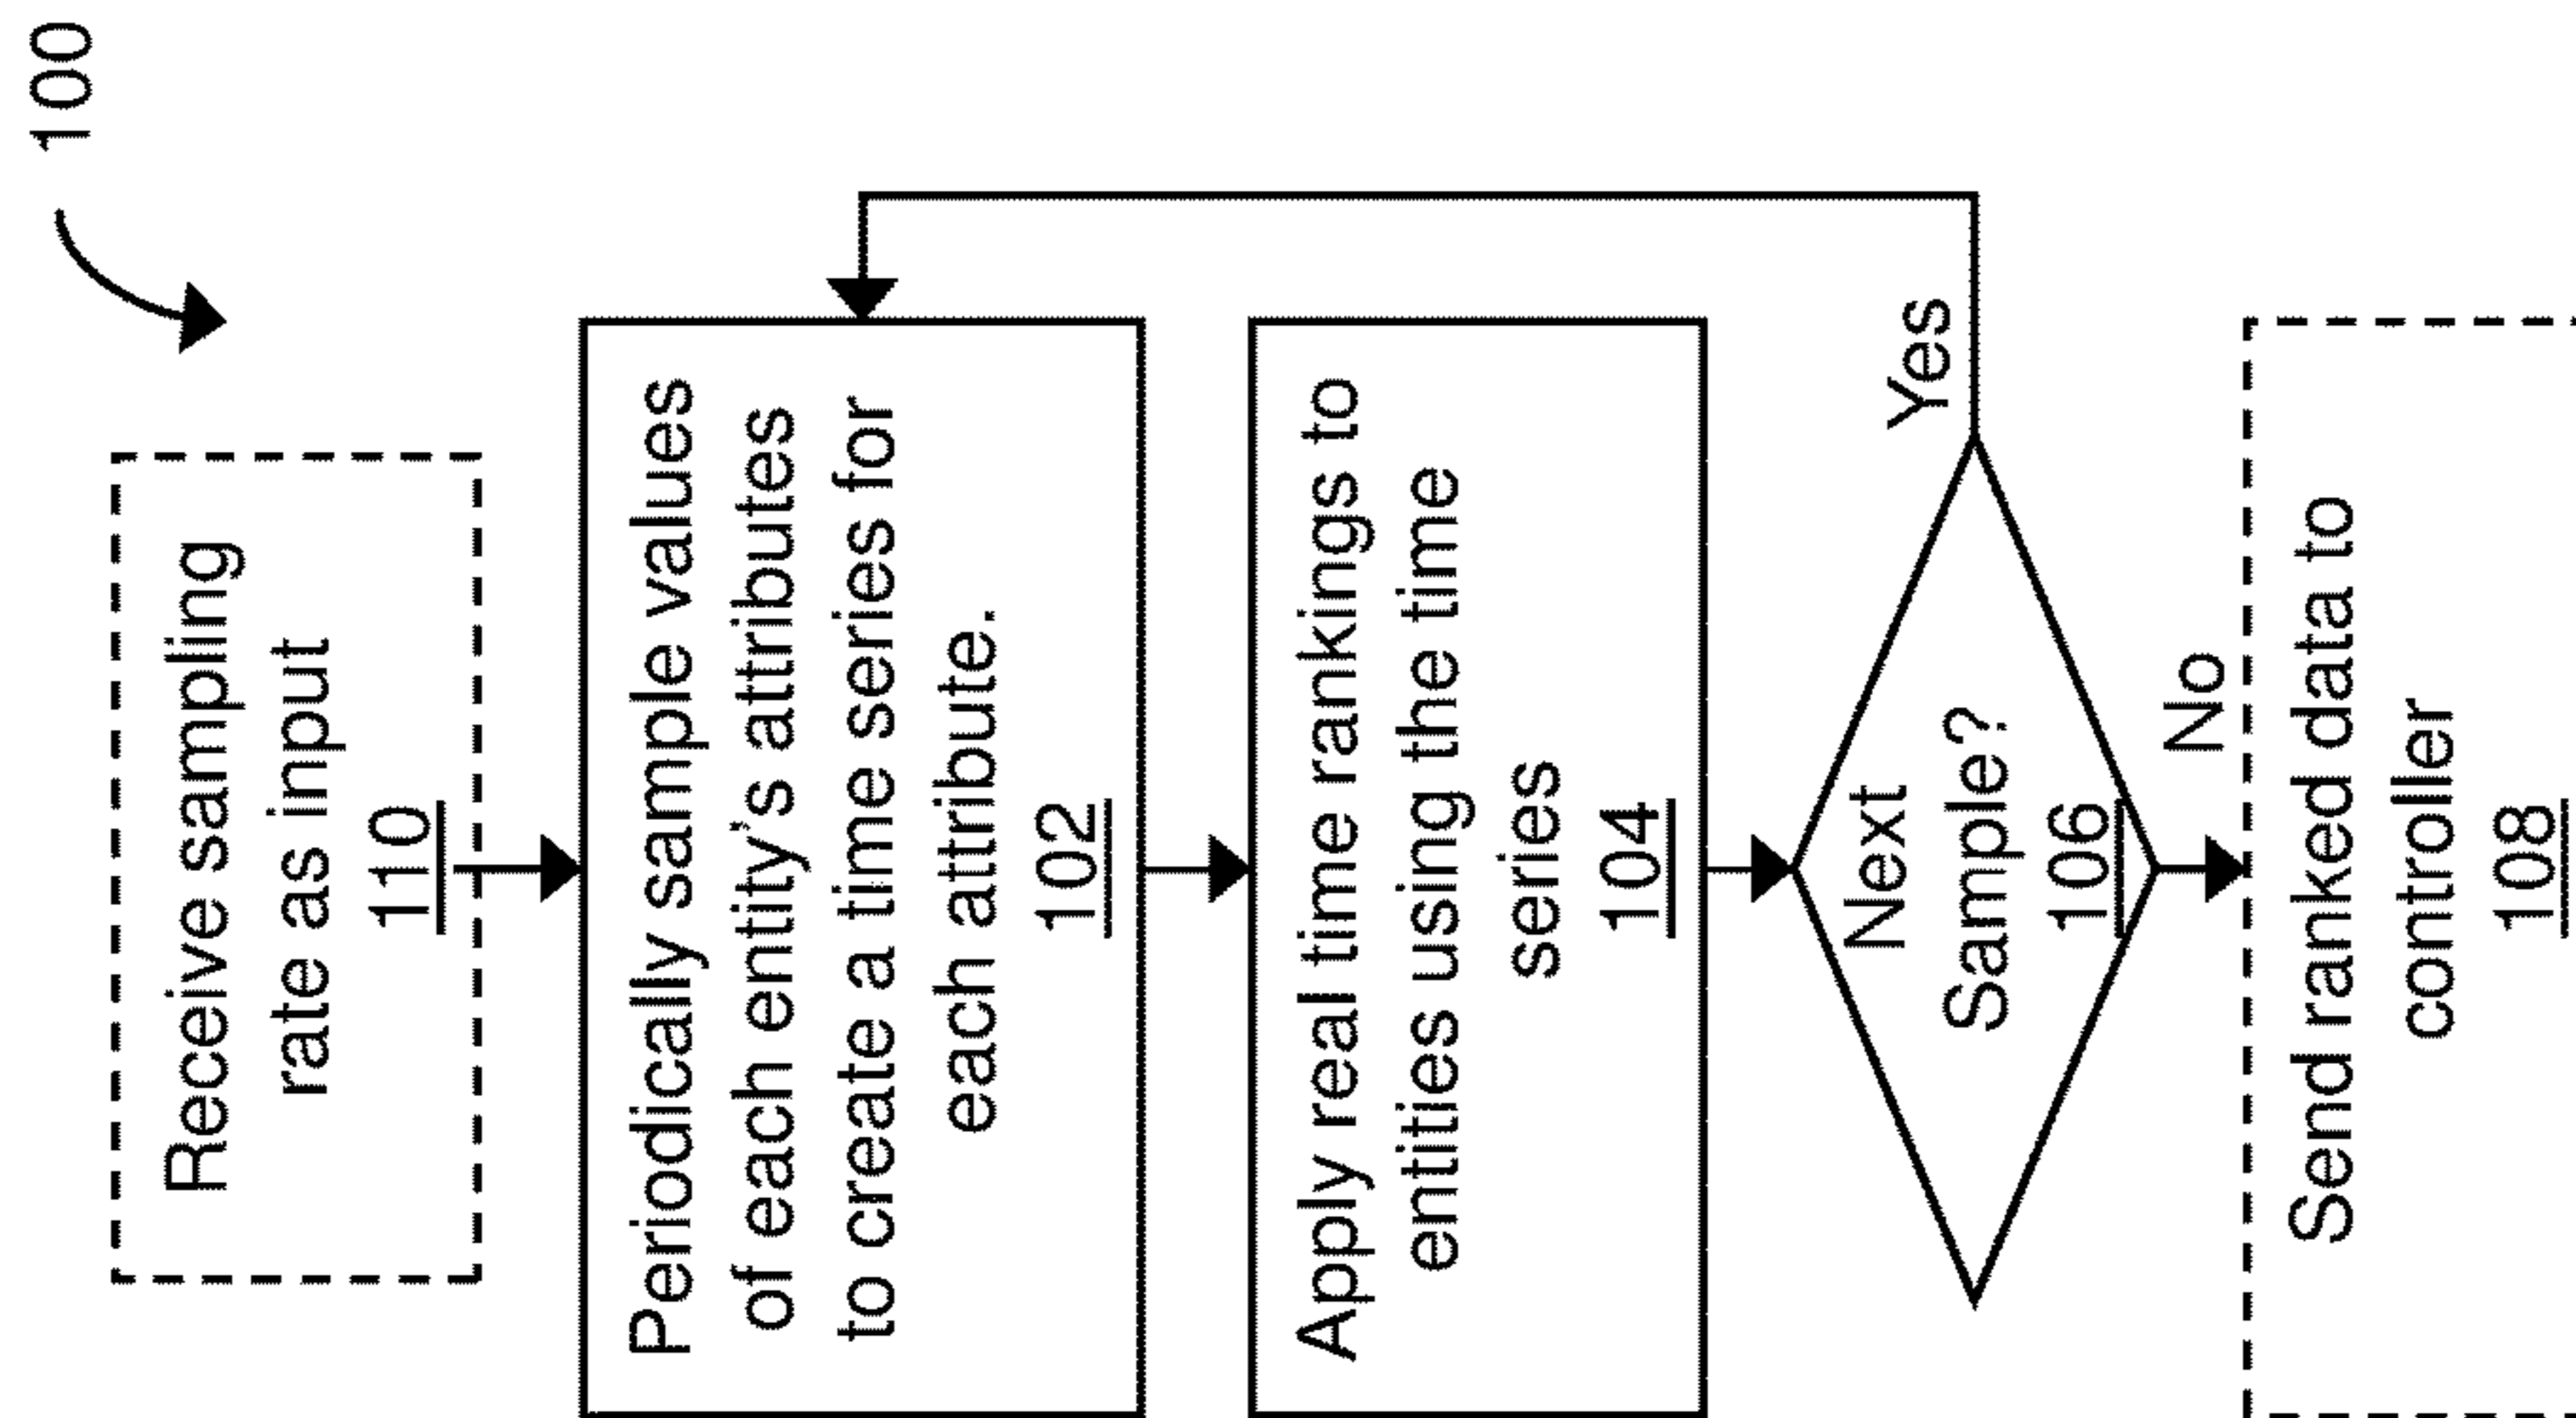 100
Receive sampling
rate as input
110
Periodically sample values
of each entity's attributes
to create a time series for
each attribute.
102
Apply real time rankings to
entities using the time
series
104
Next
Sample?
106
Yes
No
Send ranked data to
controller
108